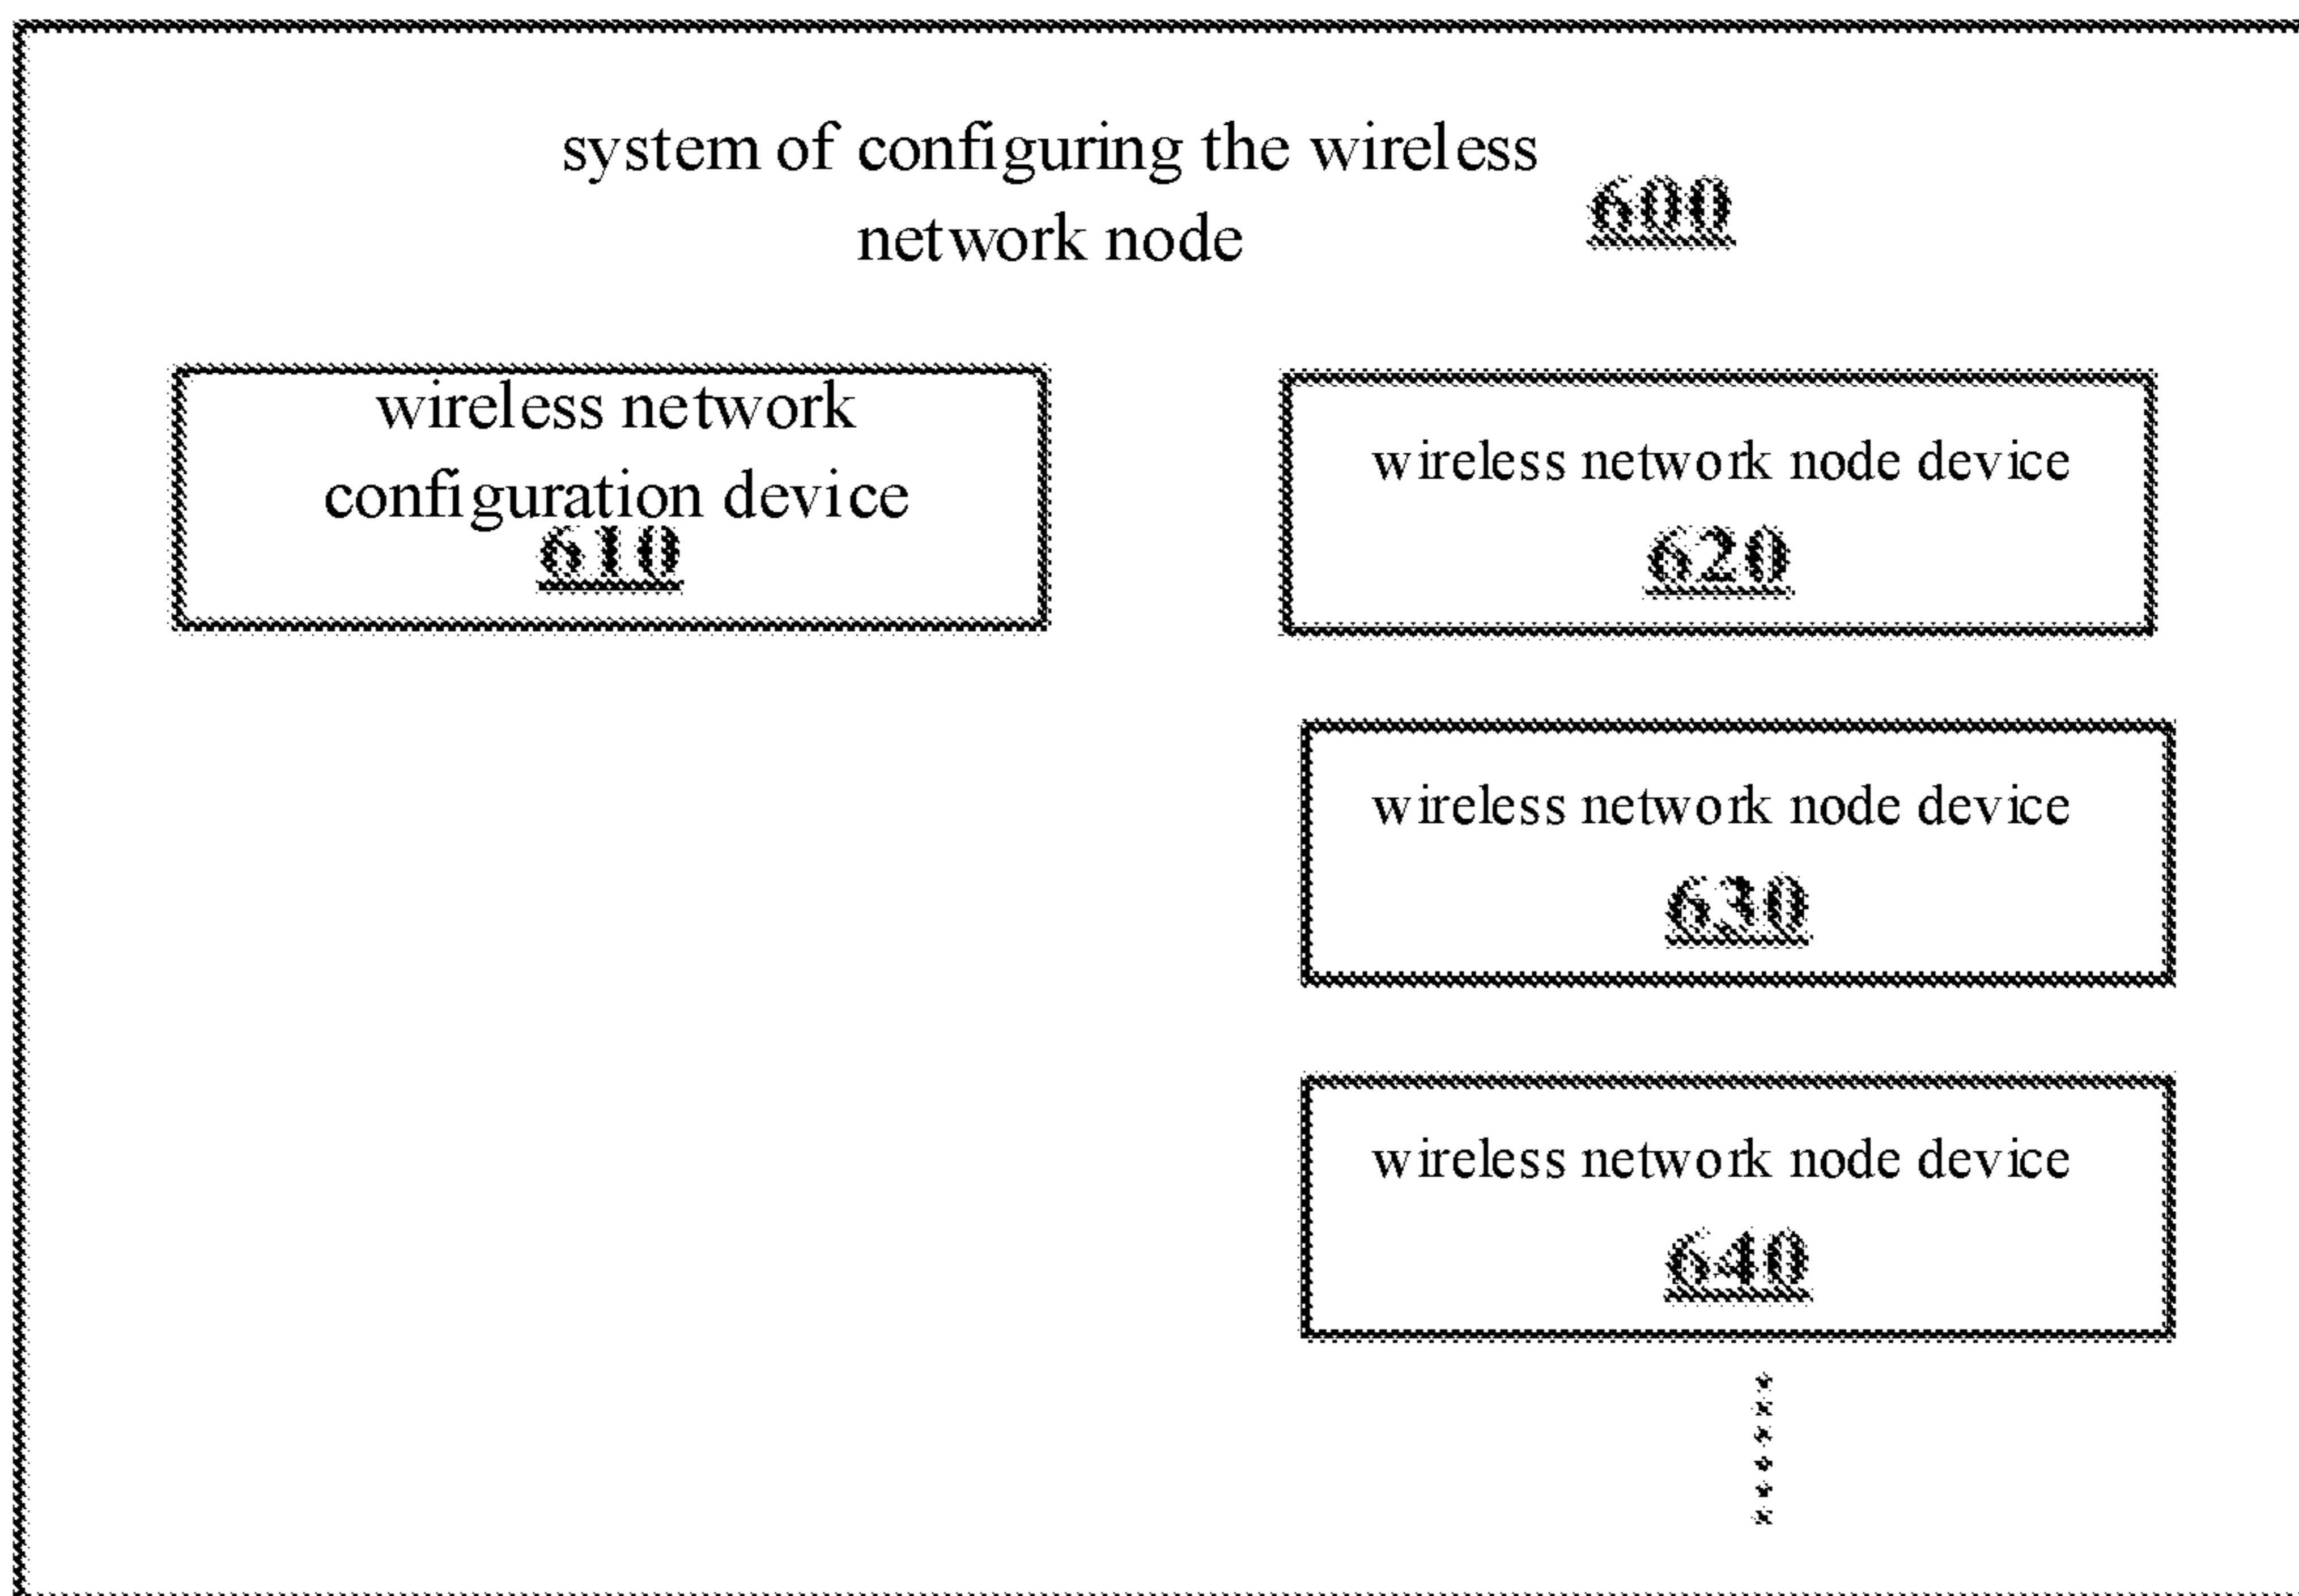 system of configuring the wireless
network node
600
wireless network
configuration device
610
wireless network node device
620
wireless network node device
630
wireless network node device
640